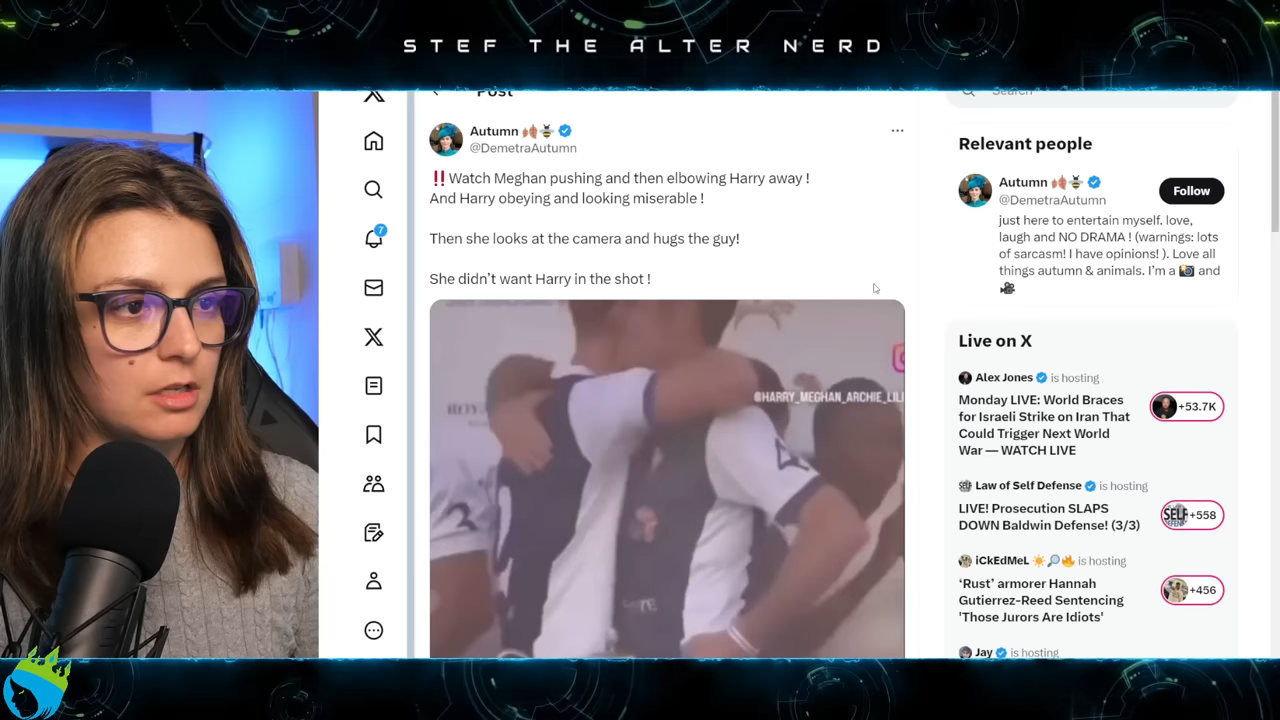 STEF THE ALTER NERD
Post
Search
Autumn
@DemetraAutumn
‼️Watch Meghan pushing and then elbowing Harry away !
And Harry obeying and looking miserable !
Then she looks at the camera and hugs the guy!
She didn’t want Harry in the shot !
@HARRY_MEGHAN_ARCHIE_LILI
7
Relevant people
Autumn
@DemetraAutumn
Follow
just here to entertain myself. love,
laugh and NO DRAMA ! (warnings: lots
of sarcasm! I have opinions! ). Love all
things autumn & animals. I’m a 📸 and
🎥
Live on X
Alex Jones is hosting
Monday LIVE: World Braces
for Israeli Strike on Iran That
Could Trigger Next World
War — WATCH LIVE
+53.7K
Law of Self Defense is hosting
LIVE! Prosecution SLAPS
DOWN Baldwin Defense! (3/3)
SELF
+558
iCkEdMeL ☀️🔎🔥 is hosting
‘Rust’ armorer Hannah
Gutierrez-Reed Sentencing
'Those Jurors Are Idiots'
+456
Jay is hosting